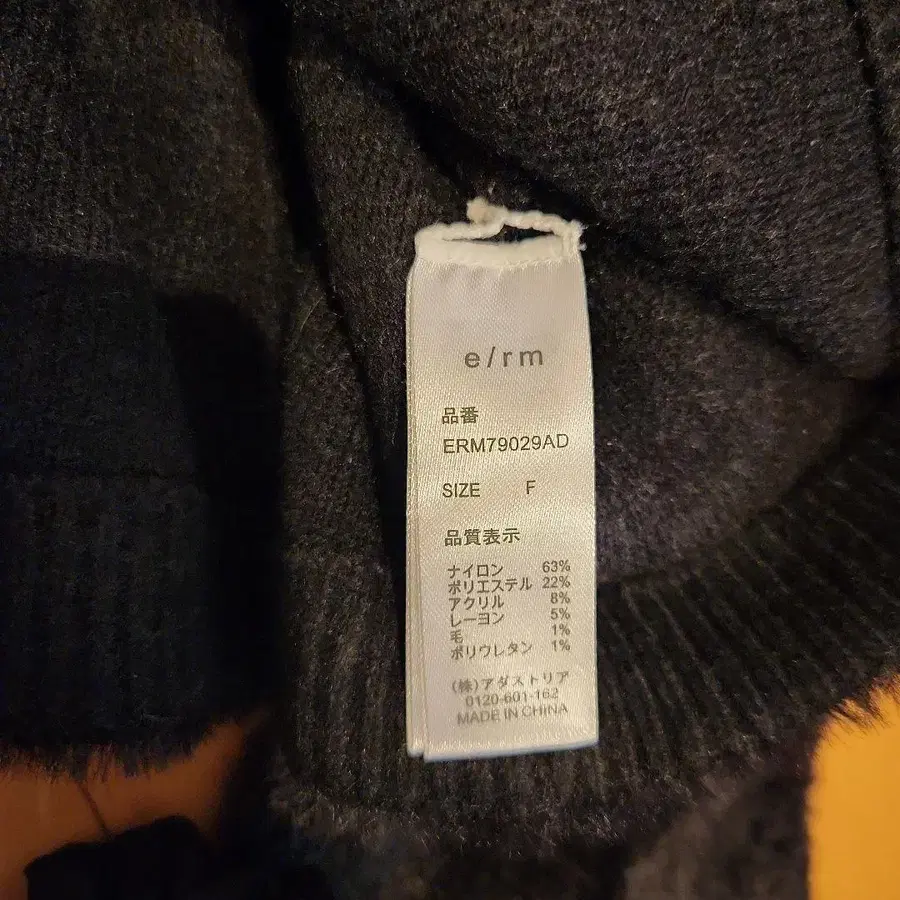 e/rm
品番
ERM79029AD
SIZE F
品質表示
ナイロン 63%
ポリエステル 22%
アクリル 8%
レーヨン 5%
毛 1%
ポリウレタン 1%
(株)アダストリア
0120-601-162
MADE IN CHINA